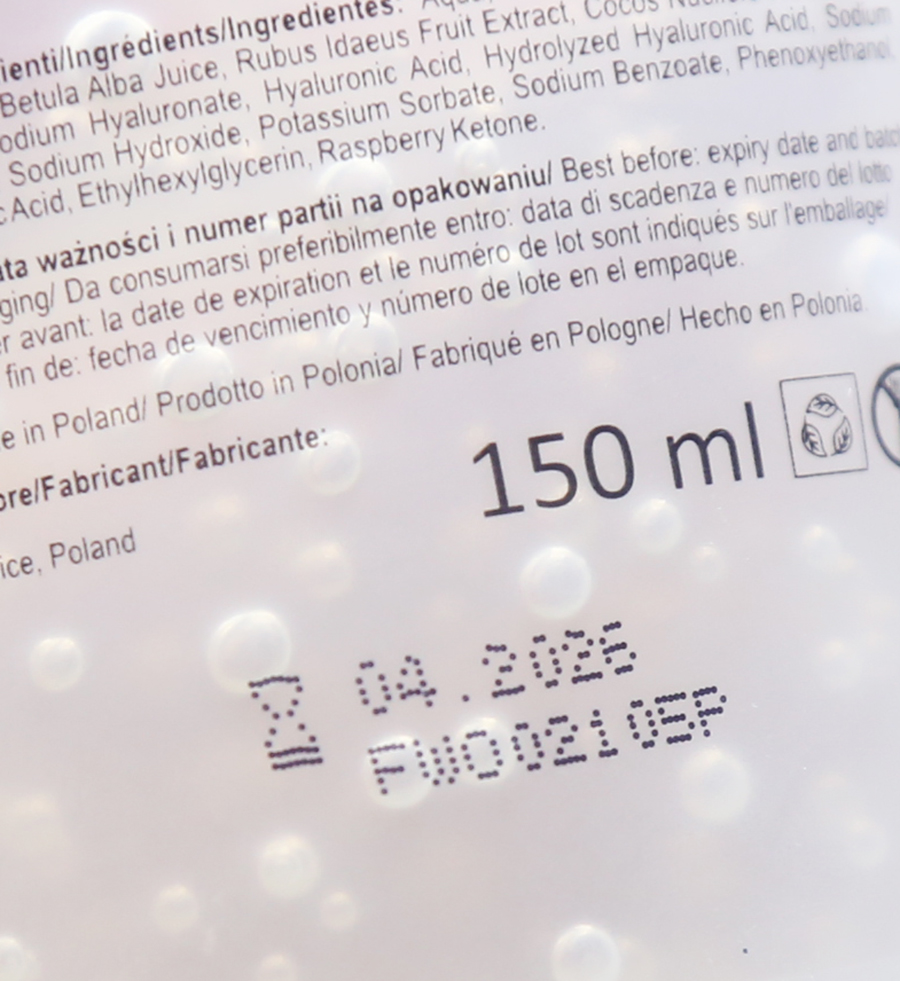 ienti/Ingrédients/Ingredientes:
Betula Alba Juice, Rubus Idaeus Fruit Extract, Cocos
odium Hyaluronate, Hyaluronic Acid, Hydrolyzed Hyaluronic Acid, Sodium
Sodium Hydroxide, Potassium Sorbate, Sodium Benzoate, Phenoxyethanol,
c Acid, Ethylhexylglycerin, Raspberry Ketone.
ata ważności i numer partii na opakowaniu/ Best before: expiry date and batc
ging/ Da consumarsi preferibilmente entro: data di scadenza e numero del lotto
r avant: la date de expiration et le numéro de lot sont indiqués sur l'emballage/
fin de: fecha de vencimiento y número de lote en el empaque.
e in Poland/ Prodotto in Polonia/ Fabriqué en Pologne/ Hecho en Polonia.
ore/Fabricant/Fabricante:
150 ml
ice, Poland
04.2026
FWO0210EP